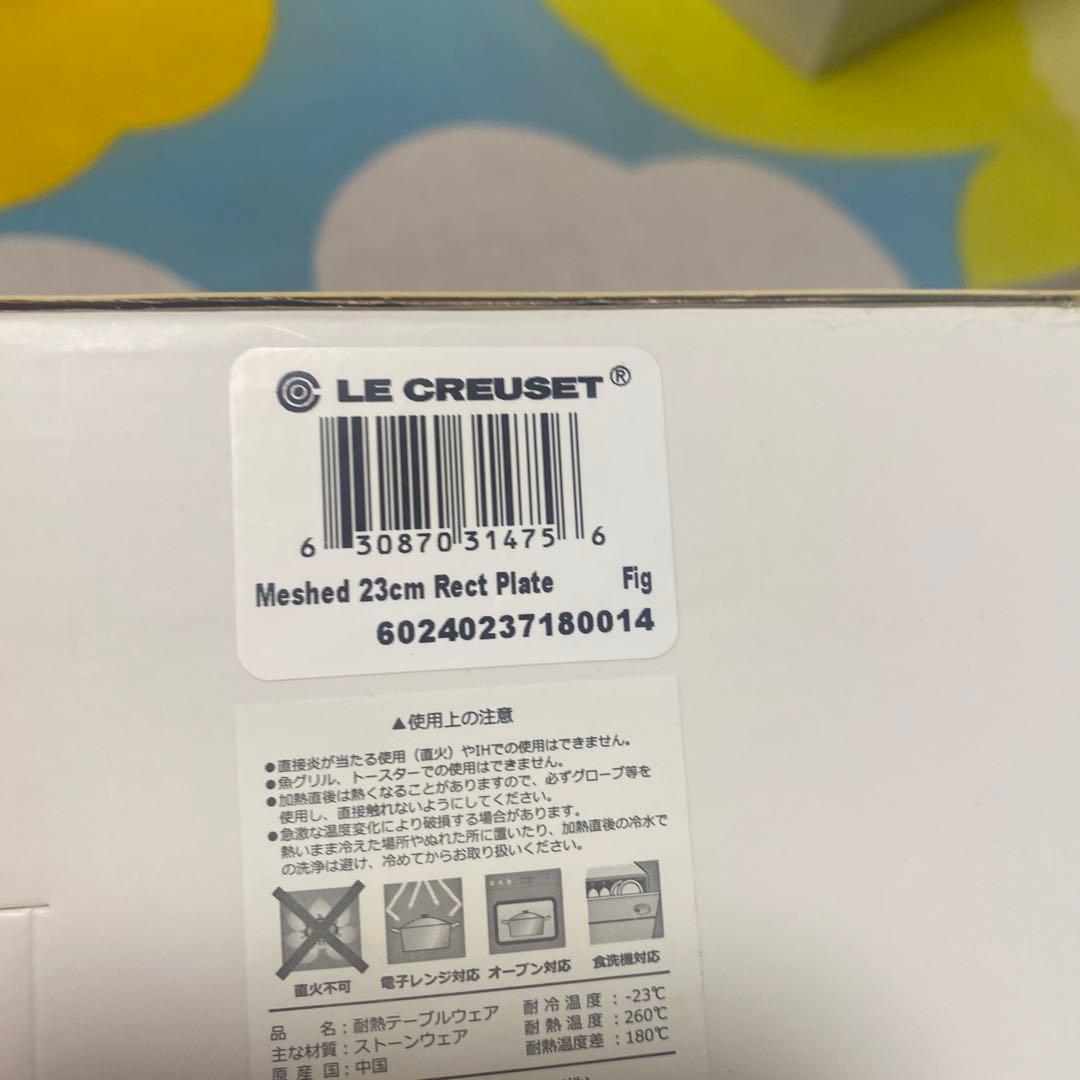 LE CREUSET®
6 30870 31475 6
Meshed 23cm Rect Plate Fig
60240237180014
▲使用上の注意
●直接炎が当たる使用（直火）やIHでの使用はできません。
●魚グリル、トースターでの使用はできません。
●加熱直後は熱くなることがありますので、必ずグローブ等を
使用し、直接触れないようにしてください。
●急激な温度変化により破損する場合があります。
熱いまま冷えた場所やぬれた所に置いたり、加熱直後の冷水で
の洗浄は避け、冷めてからお取り扱いください。
直火不可 電子レンジ対応 オーブン対応 食洗機対応
品 名：耐熱テーブルウェア 耐冷温度：-23℃
主な材質：ストーンウェア 耐熱温度：260℃
原産国：中国 耐熱温度差：180℃